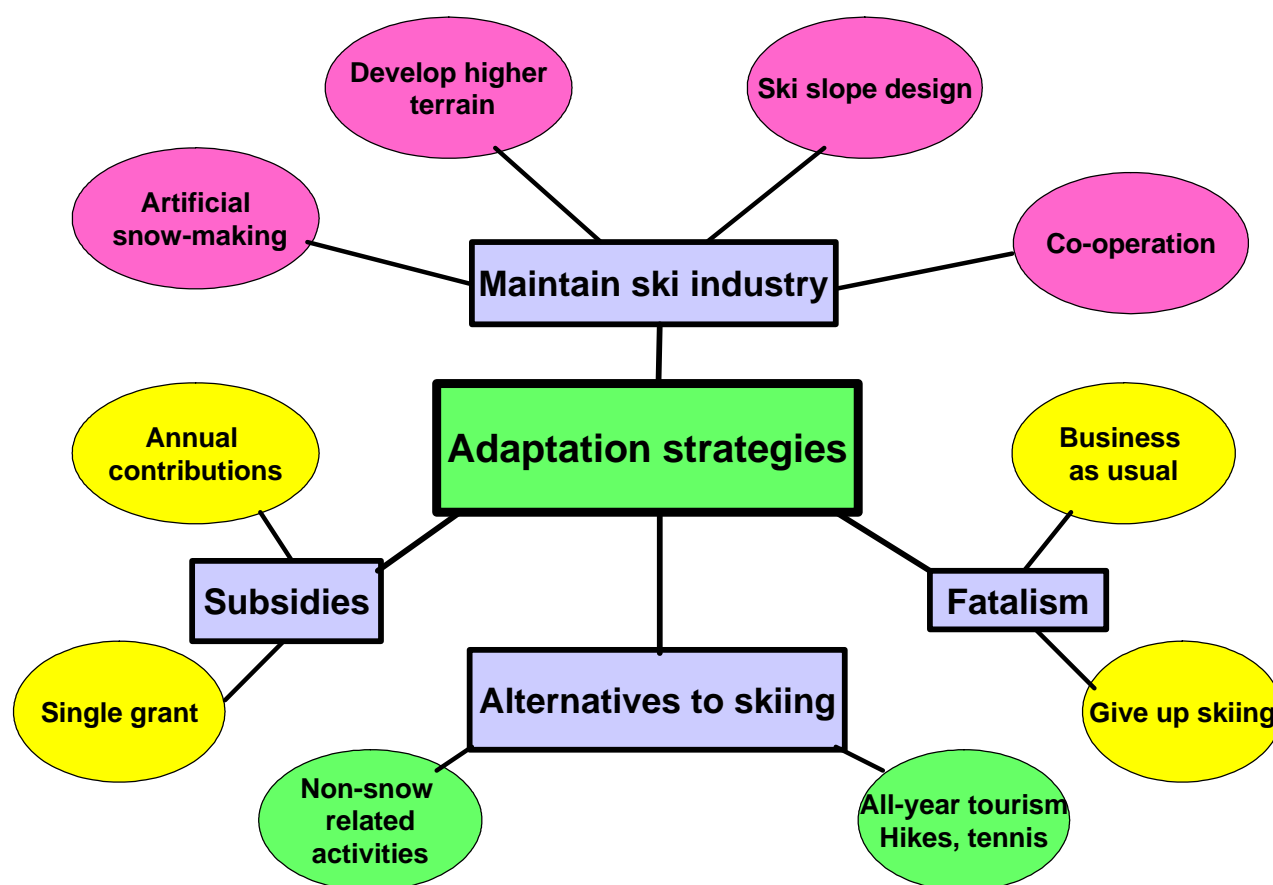 Develop higher
terrain
Ski slope design
Artificial
snow-making
Co-operation
Maintain ski industry
Adaptation strategies
Annual
contributions
Business
as usual
Subsidies
Fatalism
Single grant
Alternatives to skiing
Give up skiing
Non-snow
related
activities
All-year tourism
Hikes, tennis